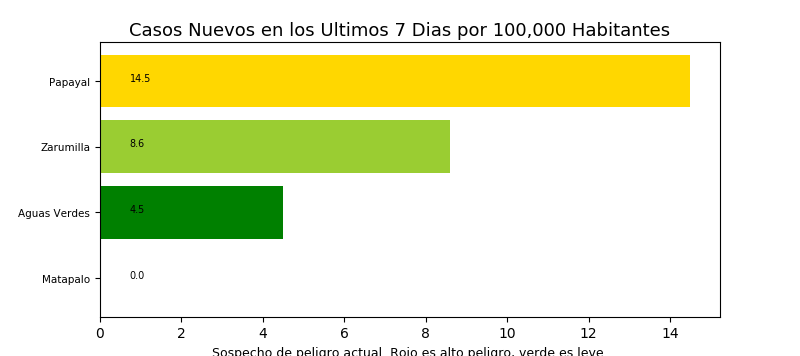 Casos Nuevos en los Ultimos 7 Dias por 100,000 Habitantes
Papayal
14.5
Zarumilla
8.6
Aguas Verdes
4.5
Matapalo
0.0
0 2 4 6 8 10 12 14
Sospecho de peligro actual. Rojo es alto peligro, verde es leve